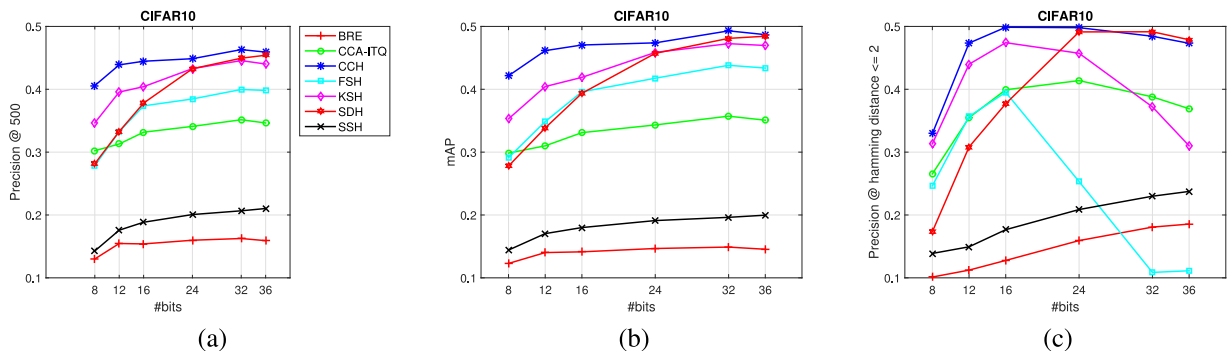 CIFAR10
Precision @ 500
0.5
0.4
0.3
0.2
0.1
8 12 16 24 32 36
#bits
BRE
CCA-ITQ
CCH
FSH
KSH
SDH
SSH
(a)
CIFAR10
mAP
0.5
0.4
0.3
0.2
0.1
8 12 16 24 32 36
#bits
(b)
CIFAR10
Precision @ hamming distance <= 2
0.5
0.4
0.3
0.2
0.1
8 12 16 24 32 36
#bits
(c)